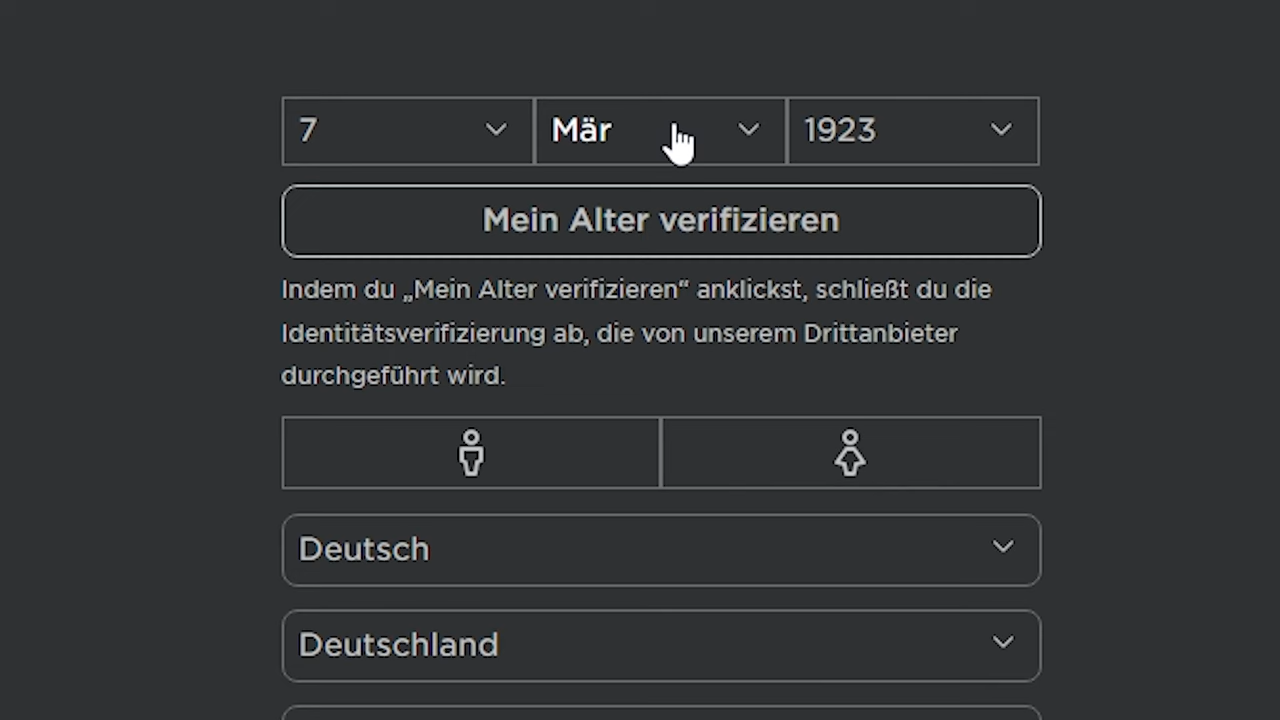 7 Mär 1923
Mein Alter verifizieren
Indem du „Mein Alter verifizieren“ anklickst, schließt du die
Identitätsverifizierung ab, die von unserem Drittanbieter
durchgeführt wird.
Deutsch
Deutschland